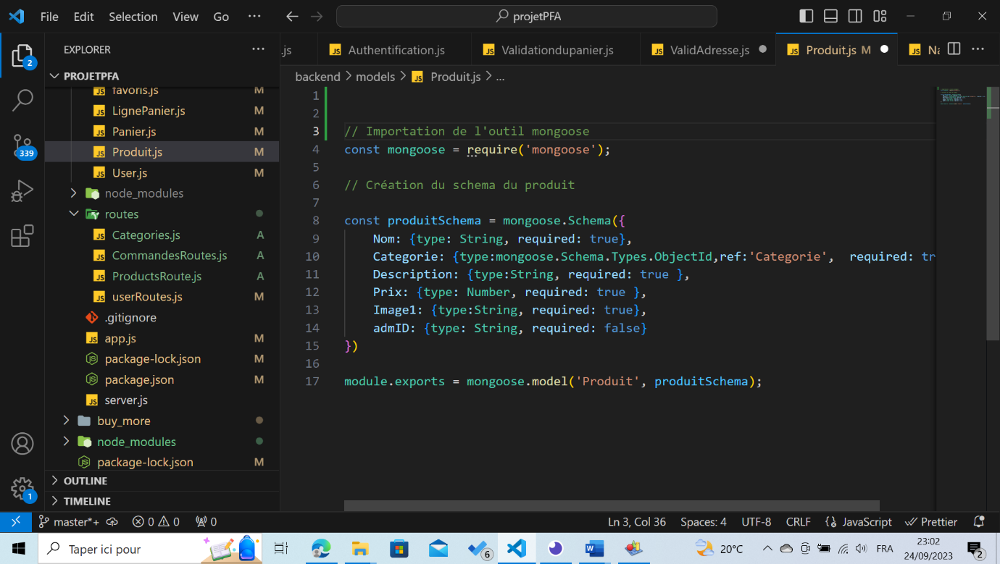 File Edit Selection View Go ··· projetPFA
EXPLORER ···
.js
Authentification.js
Validationdupanier.js
ValidAdresse.js
Produit.js M
Na
···
PROJETPFA
backend > models > JS Produit.js > ...
favoris.js M
LignePanier.js M
Panier.js M
Produit.js M
User.js M
node_modules
routes
Categories.js A
CommandesRoutes.js A
ProductsRoute.js A
userRoutes.js M
.gitignore
app.js M
package-lock.json M
package.json M
server.js
buy_more
node_modules
package-lock.json M
OUTLINE
TIMELINE
2
339
1
1
2
3 // Importation de l'outil mongoose
4 const mongoose = require('mongoose');
5
6 // Création du schema du produit
7
8 const produitSchema = mongoose.Schema({
9 Nom: {type: String, required: true},
10 Categorie: {type:mongoose.Schema.Types.ObjectId,ref:'Categorie', required: tr
11 Description: {type:String, required: true },
12 Prix: {type: Number, required: true },
13 Image1: {type:String, required: true},
14 admID: {type: String, required: false}
15 })
16
17 module.exports = mongoose.model('Produit', produitSchema);
master*+ 0 0 0 Ln 3, Col 36 Spaces: 4 UTF-8 CRLF JavaScript Prettier
Taper ici pour 6 20°C FRA 23:02
24/09/2023 2